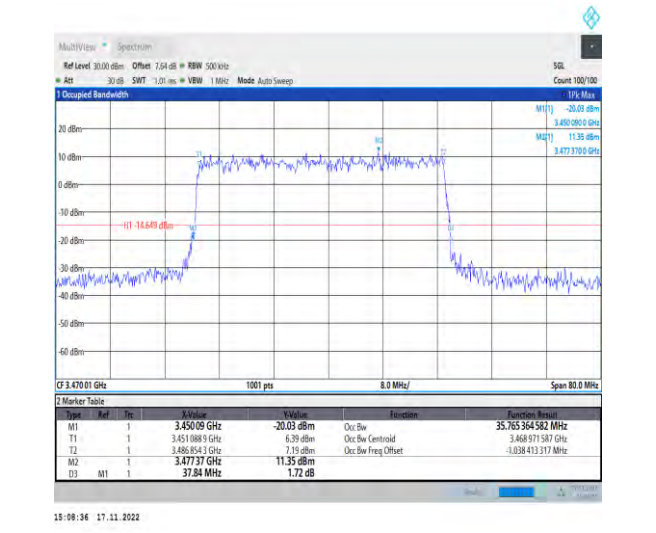 MultiView Spectrum
Ref Level 30.00 dBm Offset 7.64 dB RBW 500 kHz SGL
Att 30 dB SWT 1.01 ms VBW 1 MHz Mode Auto Sweep Count 100/100
1 Occupied Bandwidth 1Pk Max
M1[1] -20.03 dBm
3.450 090 0 GHz
20 dBm M2[1] 11.35 dBm
3.477 370 0 GHz
M2
10 dBm T1 T2
0 dBm
-10 dBm
H1 -14.649 dBm M1 D3
-20 dBm
-30 dBm
-40 dBm
-50 dBm
-60 dBm
CF 3.470 01 GHz 1001 pts 8.0 MHz/ Span 80.0 MHz
2 Marker Table
Type Ref Trc X-Value Y-Value Function Function Result
M1 1 3.450 09 GHz -20.03 dBm Occ Bw 35.765 364 582 MHz
T1 1 3.451 088 9 GHz 6.39 dBm Occ Bw Centroid 3.468 971 587 GHz
T2 1 3.486 854 3 GHz 7.19 dBm Occ Bw Freq Offset -1.038 413 317 MHz
M2 1 3.477 37 GHz 11.35 dBm
D3 M1 1 37.84 MHz 1.72 dB
15:08:36 17.11.2022